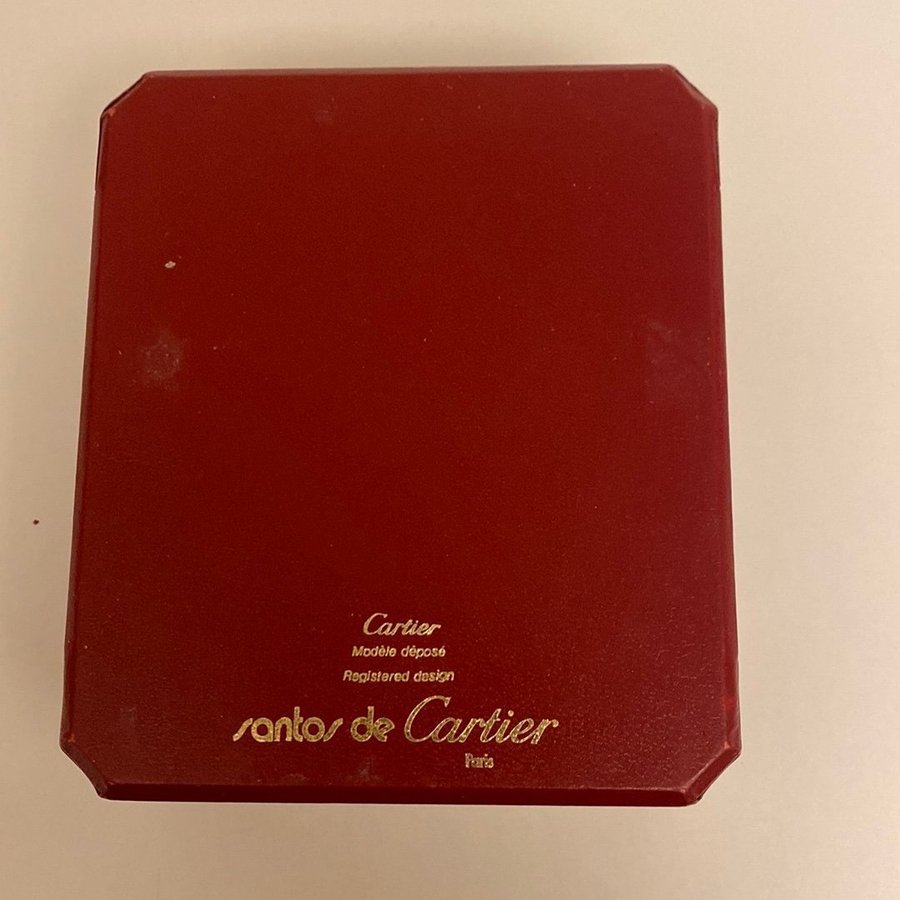 Cartier
Modèle déposé
Registered design
santos de Cartier
Paris